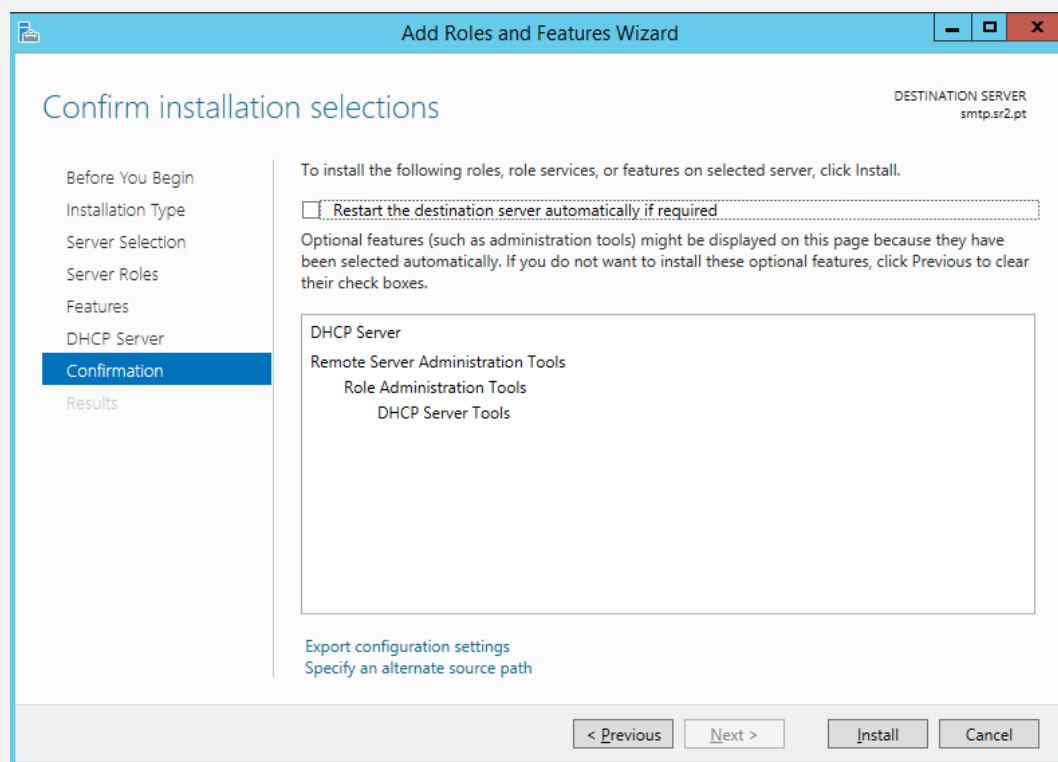 Add Roles and Features Wizard
Confirm installation selections
DESTINATION SERVER
smtp.sr2.pt
Before You Begin
Installation Type
Server Selection
Server Roles
Features
DHCP Server
Confirmation
Results
To install the following roles, role services, or features on selected server, click Install.
Restart the destination server automatically if required
Optional features (such as administration tools) might be displayed on this page because they have
been selected automatically. If you do not want to install these optional features, click Previous to clear
their check boxes.
DHCP Server
Remote Server Administration Tools
Role Administration Tools
DHCP Server Tools
Export configuration settings
Specify an alternate source path
< Previous
Next >
Install
Cancel